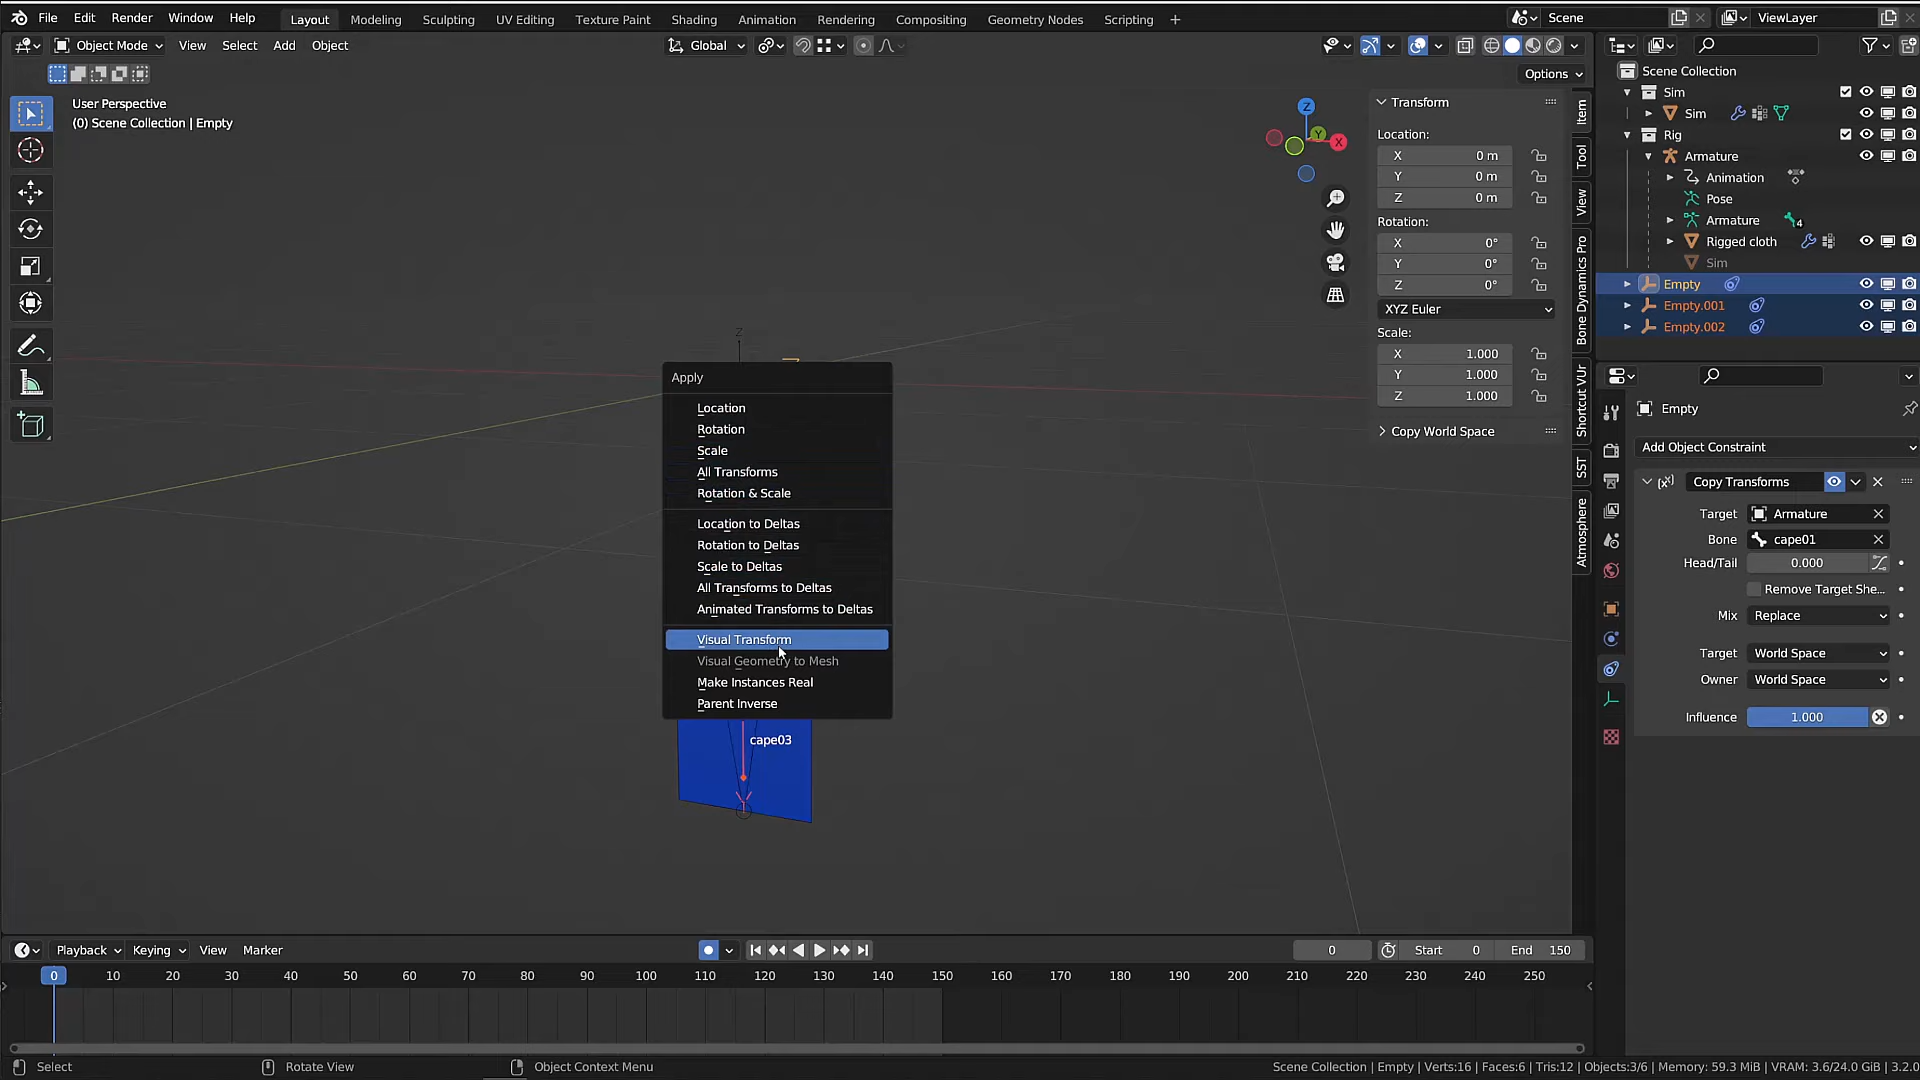 File Edit Render Window Help Layout Modeling Sculpting UV Editing Texture Paint Shading Animation Rendering Compositing Geometry Nodes Scripting + Scene ViewLayer
Object Mode View Select Add Object Global
Options
User Perspective
(0) Scene Collection | Empty
Z
Y
X
Transform
Location:
X 0 m
Y 0 m
Z 0 m
Rotation:
X 0°
Y 0°
Z 0°
XYZ Euler
Scale:
X 1.000
Y 1.000
Z 1.000
Copy World Space
Item
Tool
View
Bone Dynamics Pro
Shortcut VUr
SST
Atmosphere
Scene Collection
Sim
Sim
Rig
Armature
Animation
Pose
Armature 4
Rigged cloth
Sim
Empty
Empty.001
Empty.002
Empty
Add Object Constraint
Copy Transforms
Target Armature
Bone cape01
Head/Tail 0.000
Remove Target She...
Mix Replace
Target World Space
Owner World Space
Influence 1.000
Z
Apply
Location
Rotation
Scale
All Transforms
Rotation & Scale
Location to Deltas
Rotation to Deltas
Scale to Deltas
All Transforms to Deltas
Animated Transforms to Deltas
Visual Transform
Visual Geometry to Mesh
Make Instances Real
Parent Inverse
cape03
Playback Keying View Marker 0 Start 0 End 150
0 10 20 30 40 50 60 70 80 90 100 110 120 130 140 150 160 170 180 190 200 210 220 230 240 250
Select Rotate View Object Context Menu Scene Collection | Empty | Verts:16 | Faces:6 | Tris:12 | Objects:3/6 | Memory: 59.3 MiB | VRAM: 3.6/24.0 GiB | 3.2.0